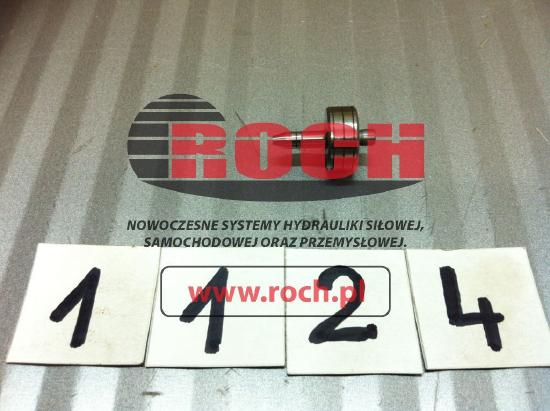 ROCH
NOWOCZESNE SYSTEMY HYDRAULIKI SIŁOWEJ,
SAMOCHODOWEJ ORAZ PRZEMYSŁOWEJ.
www.roch.pl
1 1 2 4